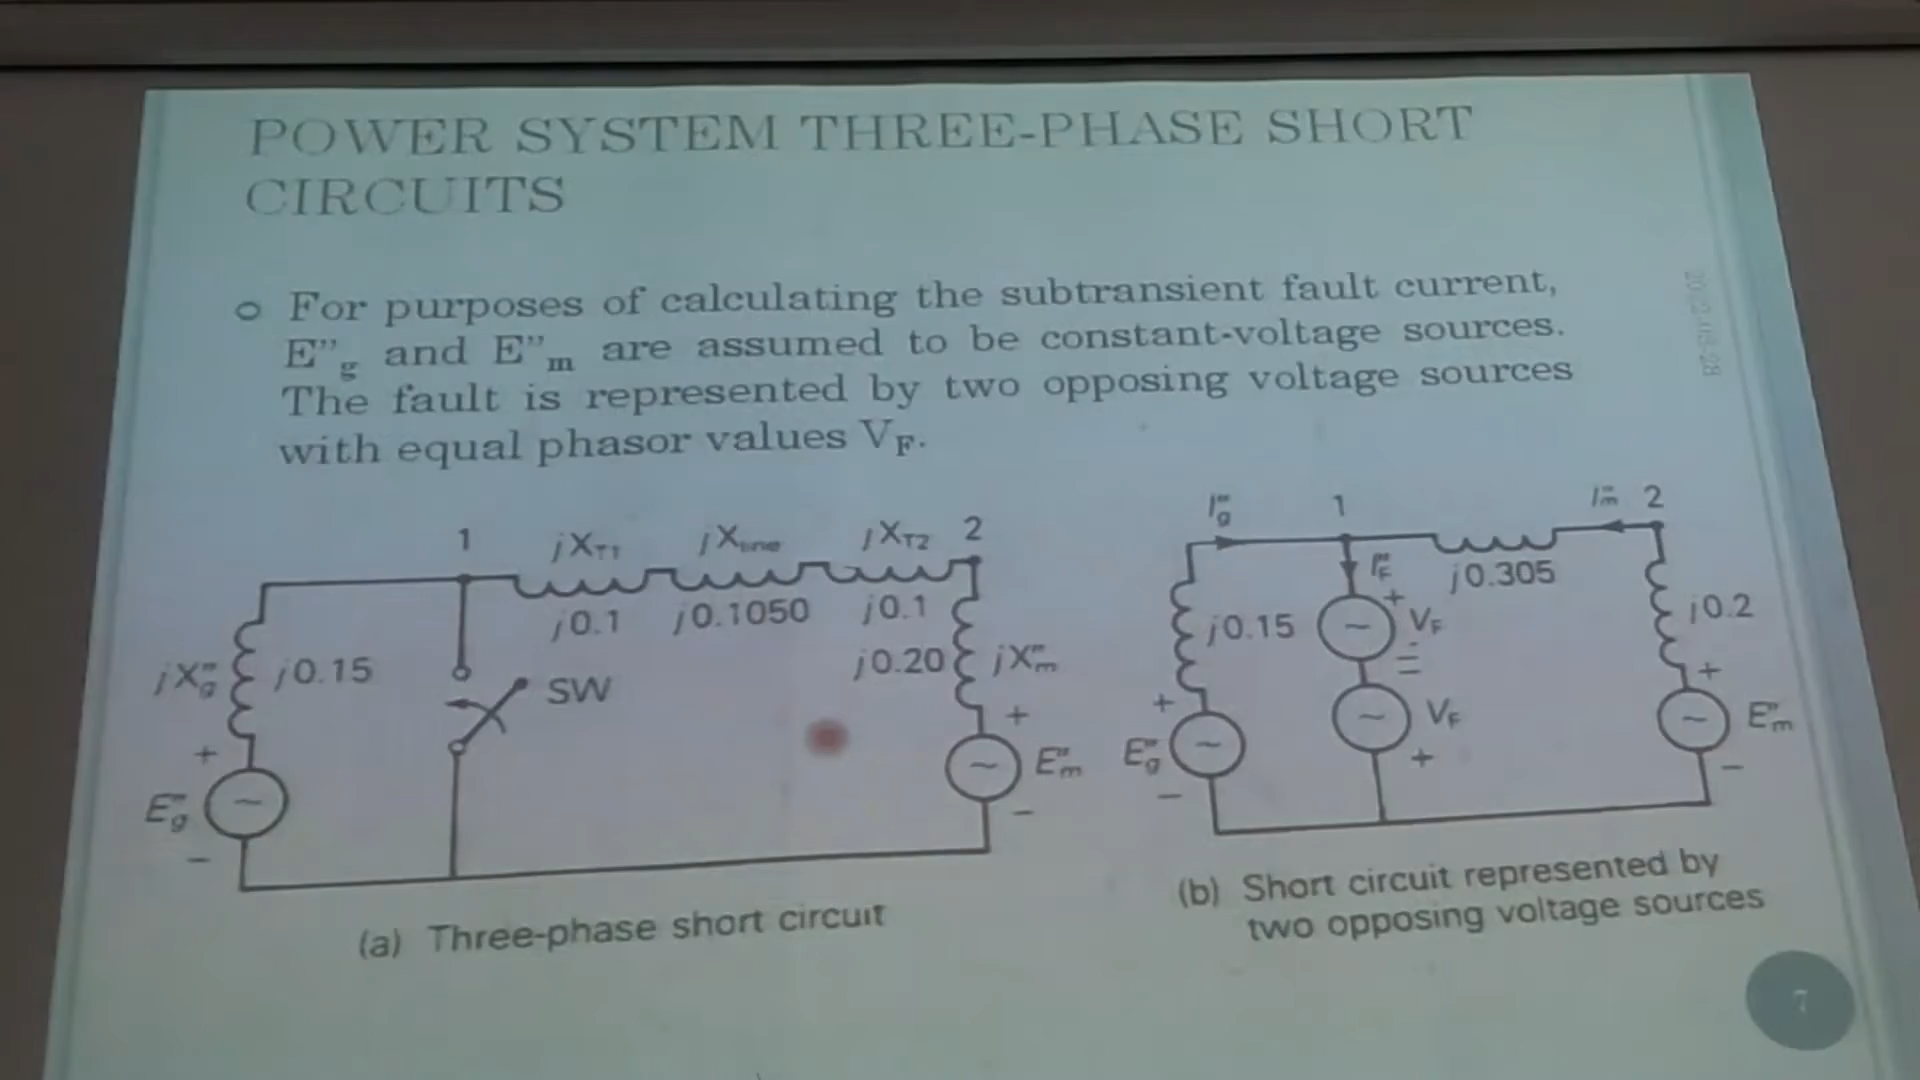 POWER SYSTEM THREE-PHASE SHORT
CIRCUITS
For purposes of calculating the subtransient fault current,
E”g and E”m are assumed to be constant-voltage sources.
The fault is represented by two opposing voltage sources
with equal phasor values VF.
1
jXT1
jXline
jXT2
2
j0.1
j0.1050
j0.1
jX"g
j0.15
SW
j0.20
jX"m
+
E"g
-
+
E"m
-
(a) Three-phase short circuit
I"g
1
I"m
2
I"F
j0.305
j0.15
+
VF
j0.2
VF
+
+
E"g
-
+
E"m
-
(b) Short circuit represented by
two opposing voltage sources
7